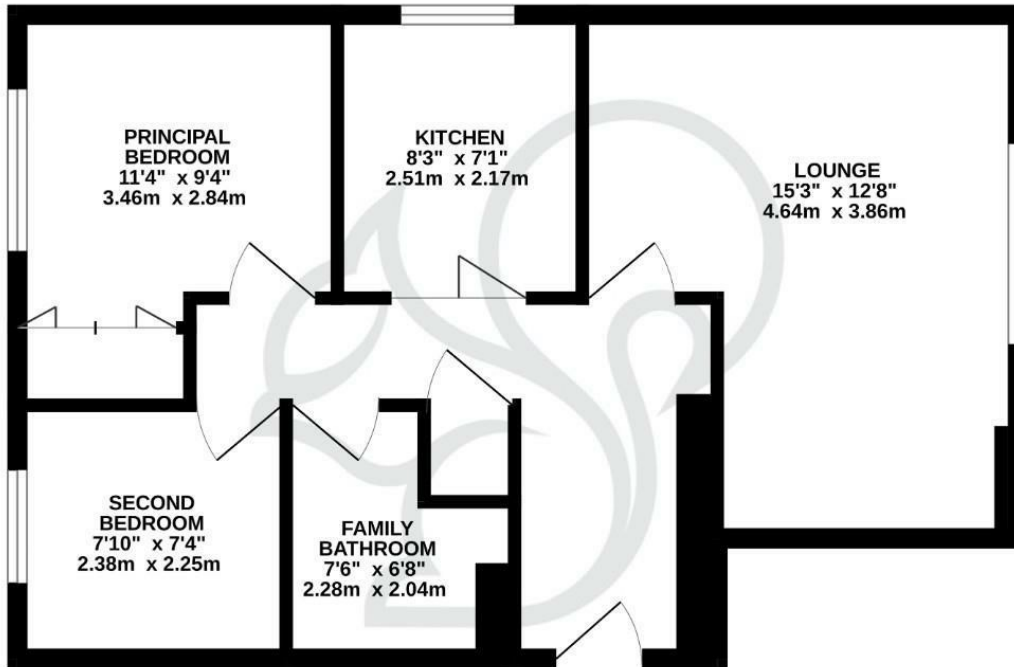 PRINCIPAL
BEDROOM
11'4" x 9'4"
3.46m x 2.84m
KITCHEN
8'3" x 7'1"
2.51m x 2.17m
LOUNGE
15'3" x 12'8"
4.64m x 3.86m
SECOND
BEDROOM
7'10" x 7'4"
2.38m x 2.25m
FAMILY
BATHROOM
7'6" x 6'8"
2.28m x 2.04m